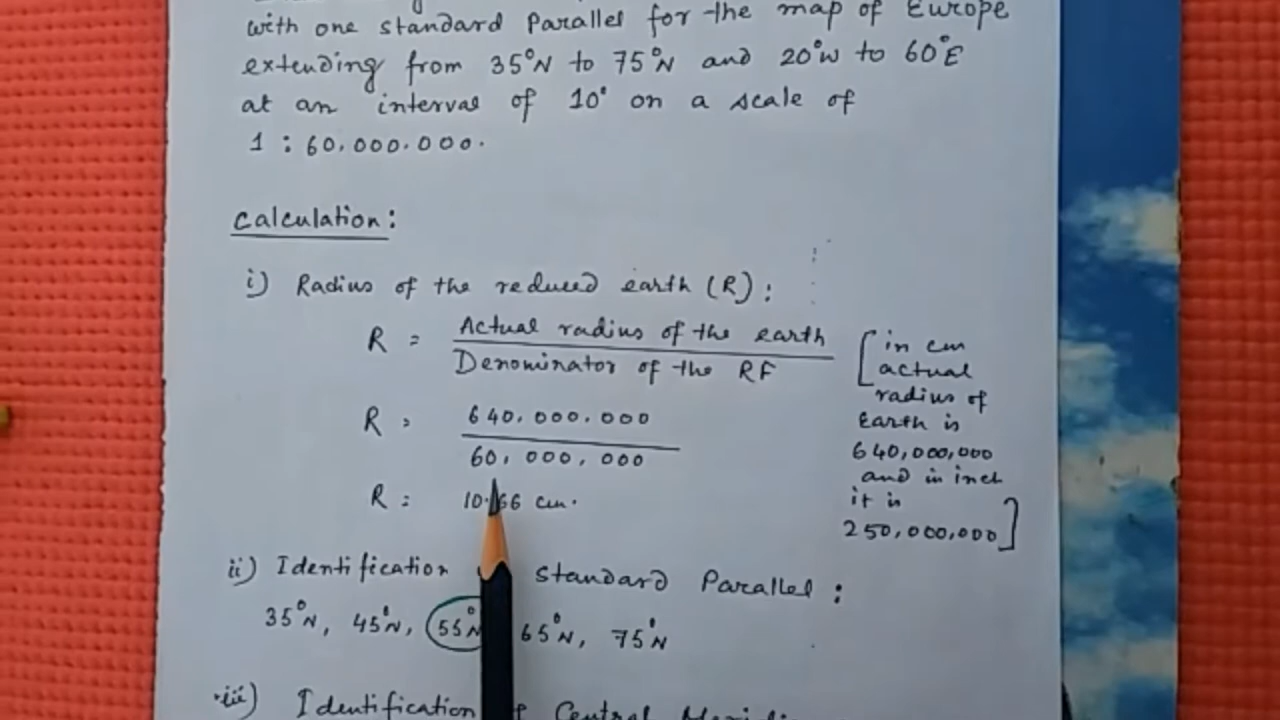 with one standard Parallel for the map of Europe
extending from 35°N to 75°N and 20°W to 60°E
at an interval of 10° on a scale of
1 : 60.000.000.
Calculation:
i) Radius of the reduced earth (R):
R = Actual radius of the earth
Denominator of the RF
R = 640.000.000
60,000,000
R = 10.66 cm.
[in cm
actual
radius of
Earth is
640,000,000
and in inch
it is
250,000,000]
ii) Identification Standard Parallel:
35°N, 45°N, 55°N 65°N, 75°N
iii) Identification Central